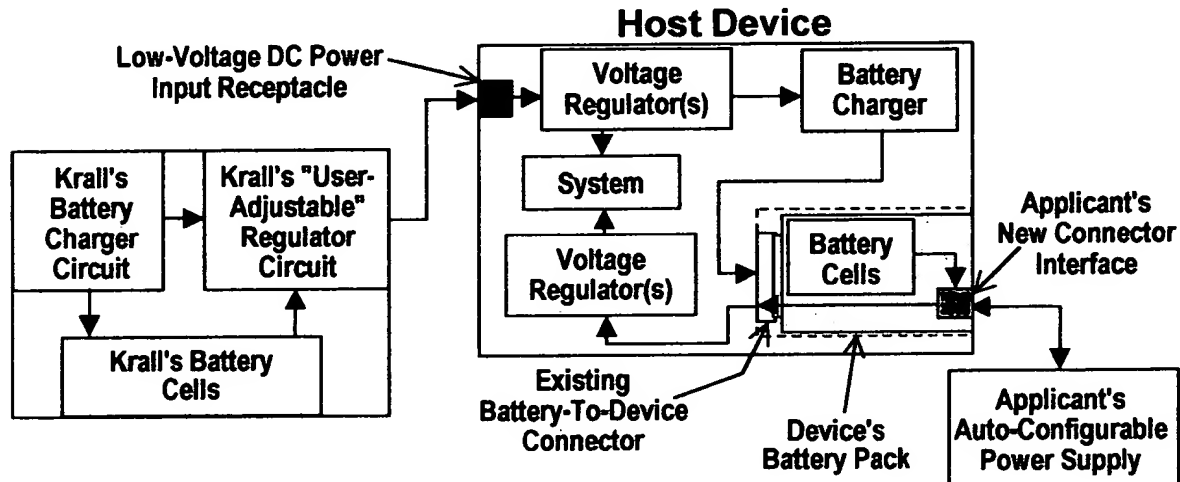 Host Device
Low-Voltage DC Power
Input Receptacle
Voltage
Regulator(s)
Battery
Charger
Krall's
Battery
Charger
Circuit
Krall's "User-
Adjustable"
Regulator
Circuit
System
Applicant's
New Connector
Interface
Battery
Cells
Voltage
Regulator(s)
Krall's Battery
Cells
Existing
Battery-To-Device
Connector
Device's
Battery Pack
Applicant's
Auto-Configurable
Power Supply